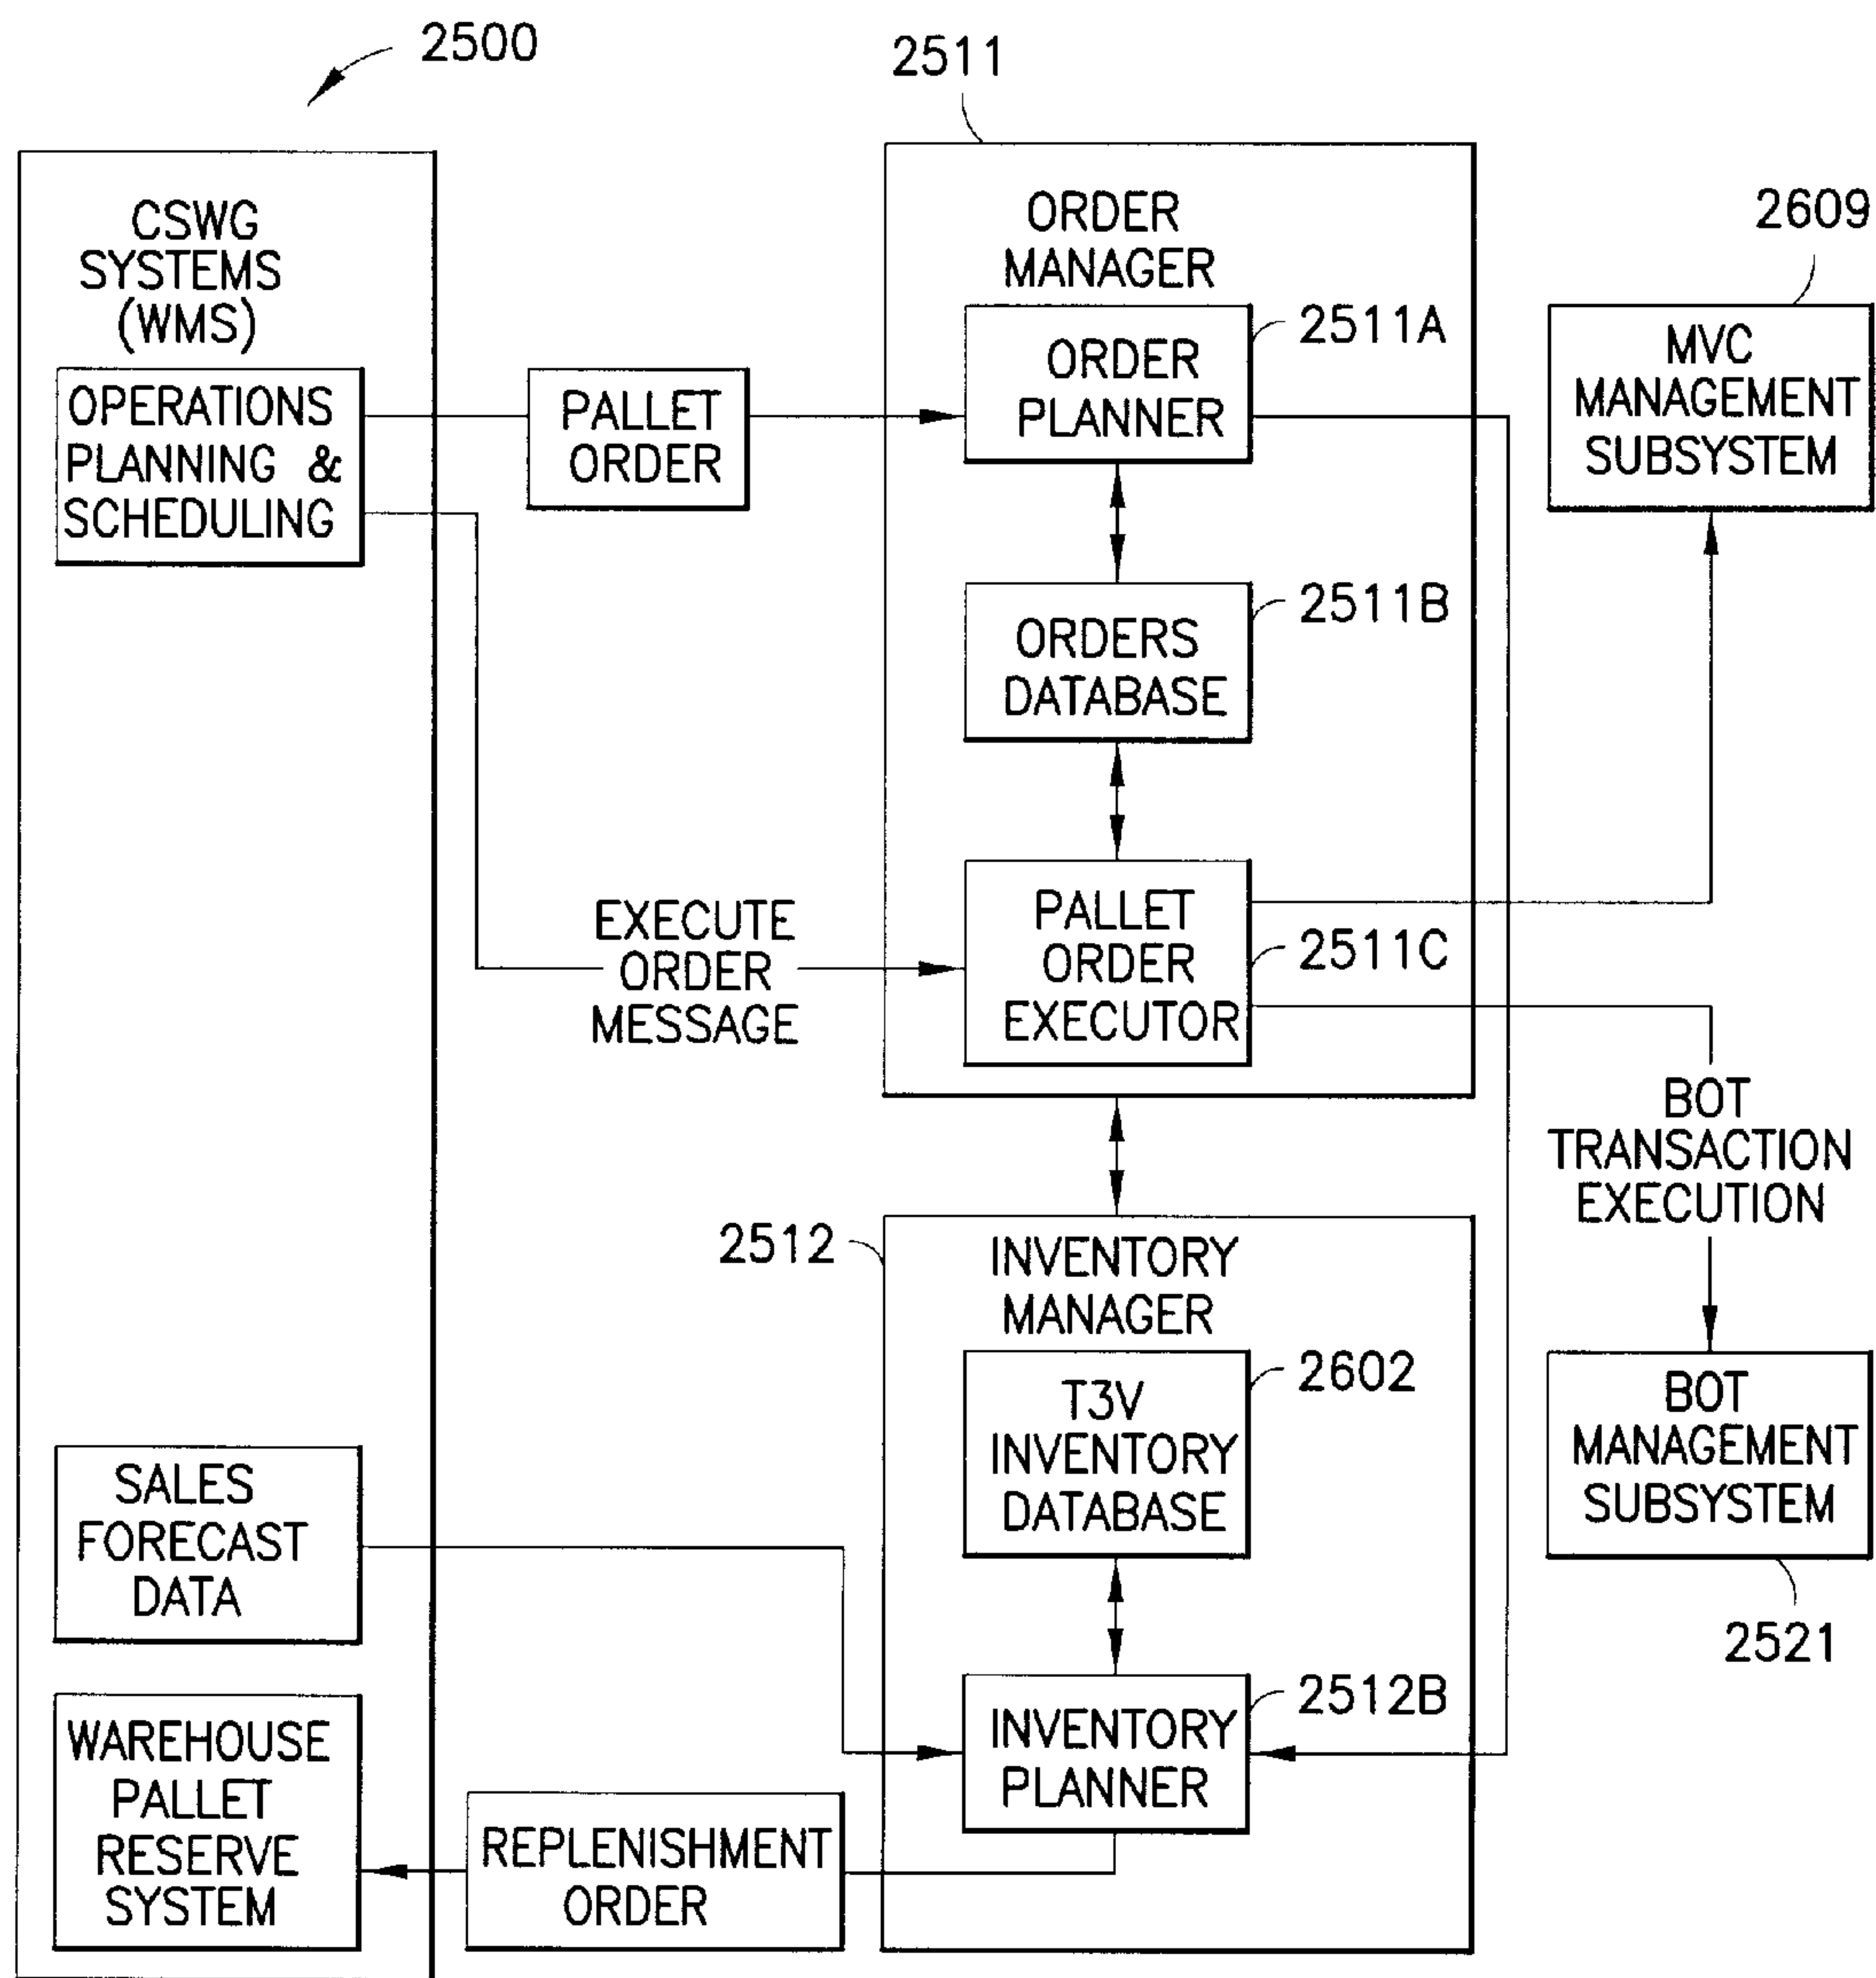 2500
2511
CSWG
SYSTEMS
(WMS)
OPERATIONS
PLANNING &
SCHEDULING
PALLET
ORDER
ORDER
MANAGER
2511A
ORDER
PLANNER
2511B
ORDERS
DATABASE
2609
MVC
MANAGEMENT
SUBSYSTEM
EXECUTE
ORDER
MESSAGE
PALLET
ORDER
EXECUTOR
2511C
BOT
TRANSACTION
EXECUTION
2512
INVENTORY
MANAGER
2602
T3V
INVENTORY
DATABASE
BOT
MANAGEMENT
SUBSYSTEM
2521
SALES
FORECAST
DATA
2512B
INVENTORY
PLANNER
WAREHOUSE
PALLET
RESERVE
SYSTEM
REPLENISHMENT
ORDER